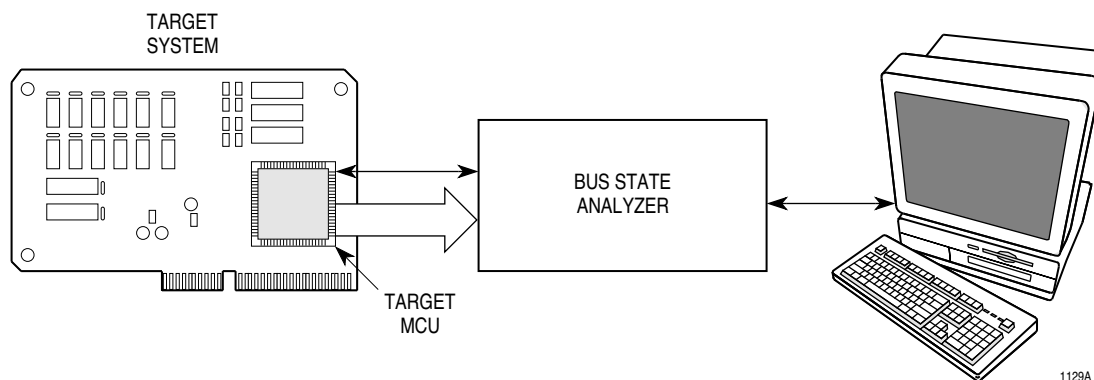 TARGET
SYSTEM
BUS STATE
ANALYZER
TARGET
MCU
1129A